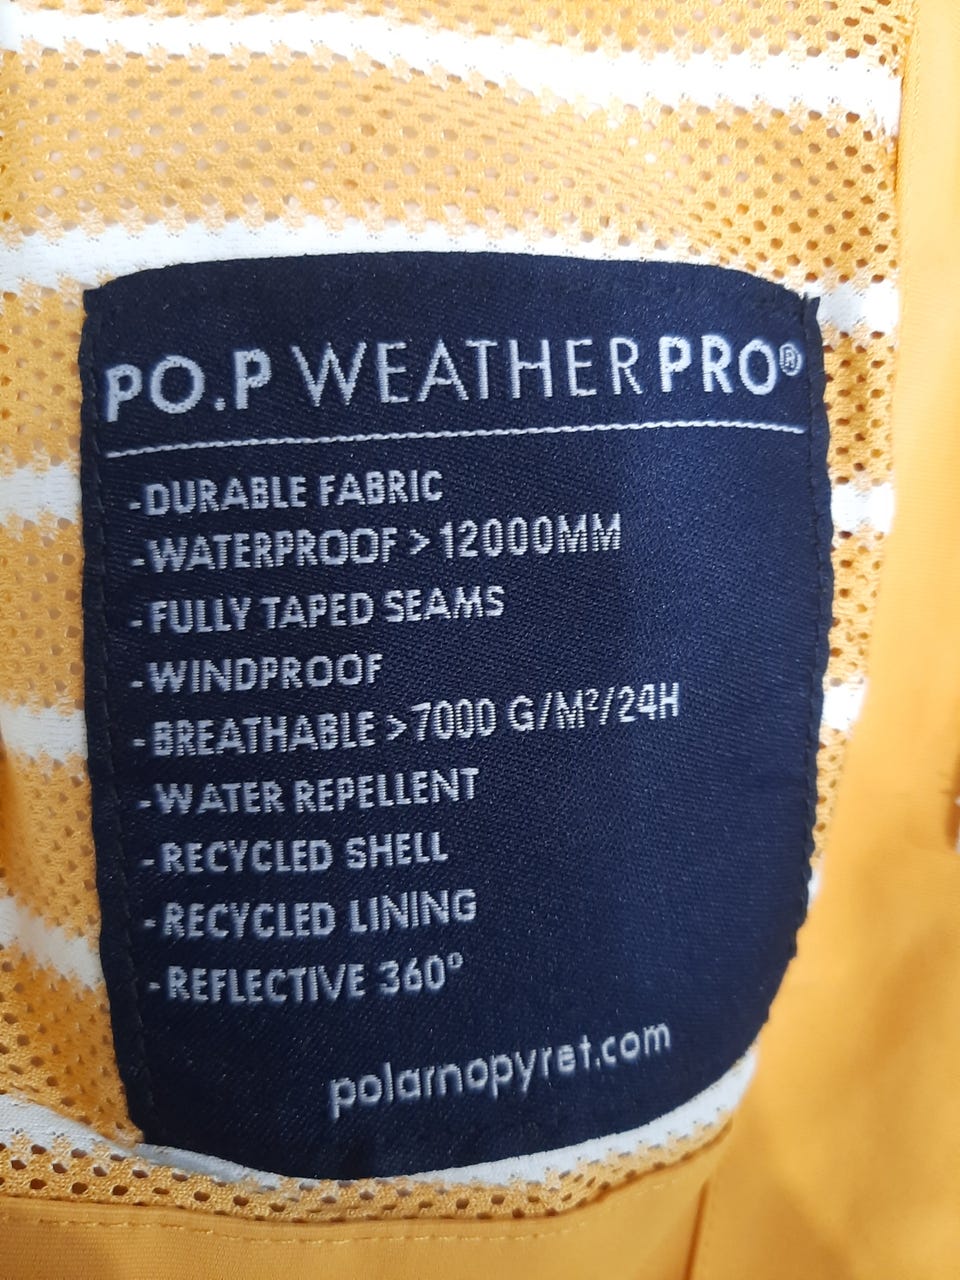 PO.P WEATHERPRO®
-DURABLE FABRIC
-WATERPROOF > 12000MM
-FULLY TAPED SEAMS
-WINDPROOF
-BREATHABLE >7000 G/M²/24H
-WATER REPELLENT
-RECYCLED SHELL
-RECYCLED LINING
-REFLECTIVE 360°
polarnopyret.com